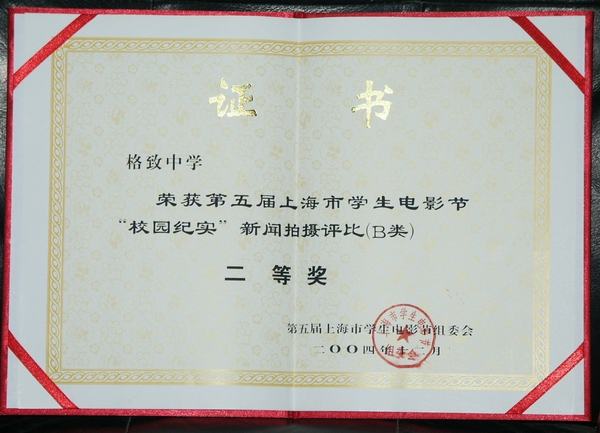 证 书
格致中学
荣获第五届上海市学生电影节
“校园纪实”新闻拍摄评比(B类)
二等奖
第五届上海市学生电影节组委会
二〇〇四年十二月